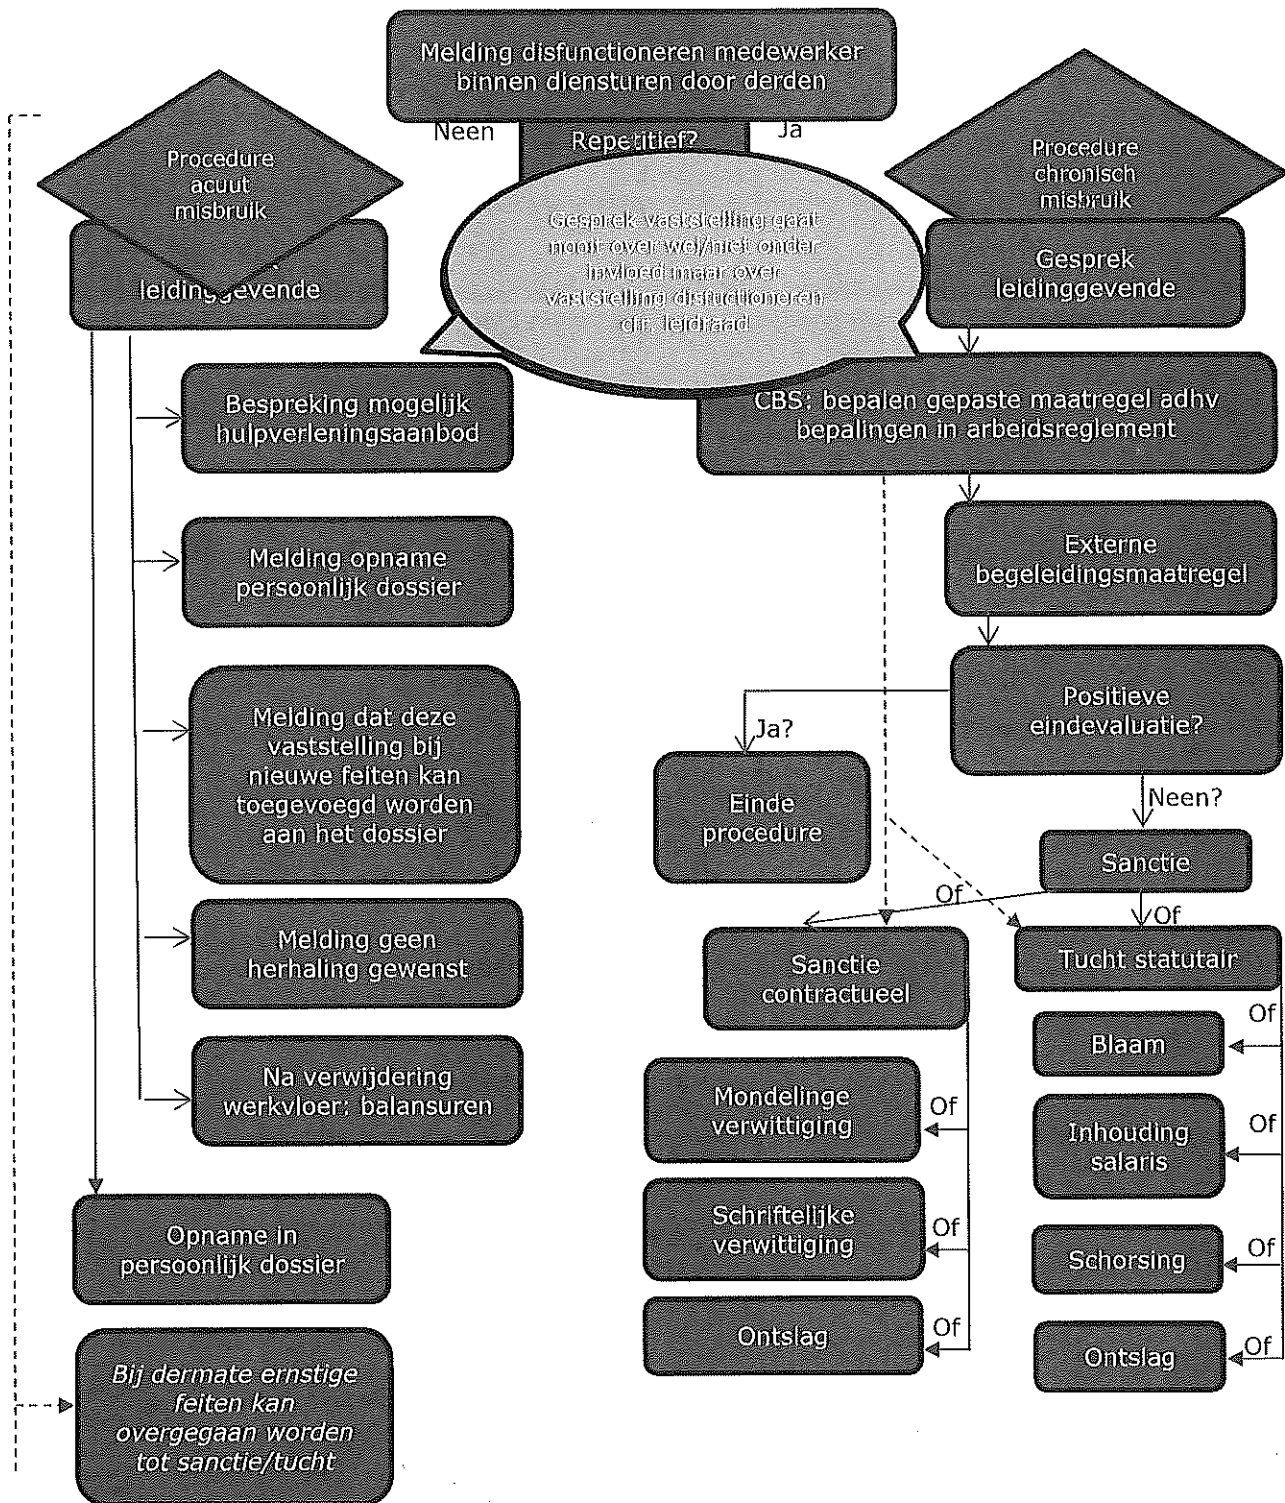 Melding disfunctioneren medewerker
binnen diensturen door derden
Neen
Repetitief?
Ja
Procedure
acuut
misbruik
leidinggevende
Gesprek vaststelling gaat
nooit over wel/niet onder
invloed maar over
vaststelling disfuctioneren
cfr. leidraad
Procedure
chronisch
misbruik
Gesprek
leidinggevende
Bespreking mogelijk
hulpverleningsaanbod
Melding opname
persoonlijk dossier
Melding dat deze
vaststelling bij
nieuwe feiten kan
toegevoegd worden
aan het dossier
Melding geen
herhaling gewenst
Na verwijdering
werkvloer: balansuren
Opname in
persoonlijk dossier
Bij dermate ernstige
feiten kan
overgegaan worden
tot sanctie/tucht
CBS: bepalen gepaste maatregel adhv
bepalingen in arbeidsreglement
Externe
begeleidingsmaatregel
Positieve
eindevaluatie?
Ja?
Einde
procedure
Neen?
Sanctie
Of
Of
Sanctie
contractueel
Mondelinge
verwittiging
Of
Schriftelijke
verwittiging
Of
Ontslag
Of
Tucht statutair
Blaam
Of
Inhouding
salaris
Of
Schorsing
Of
Ontslag
Of